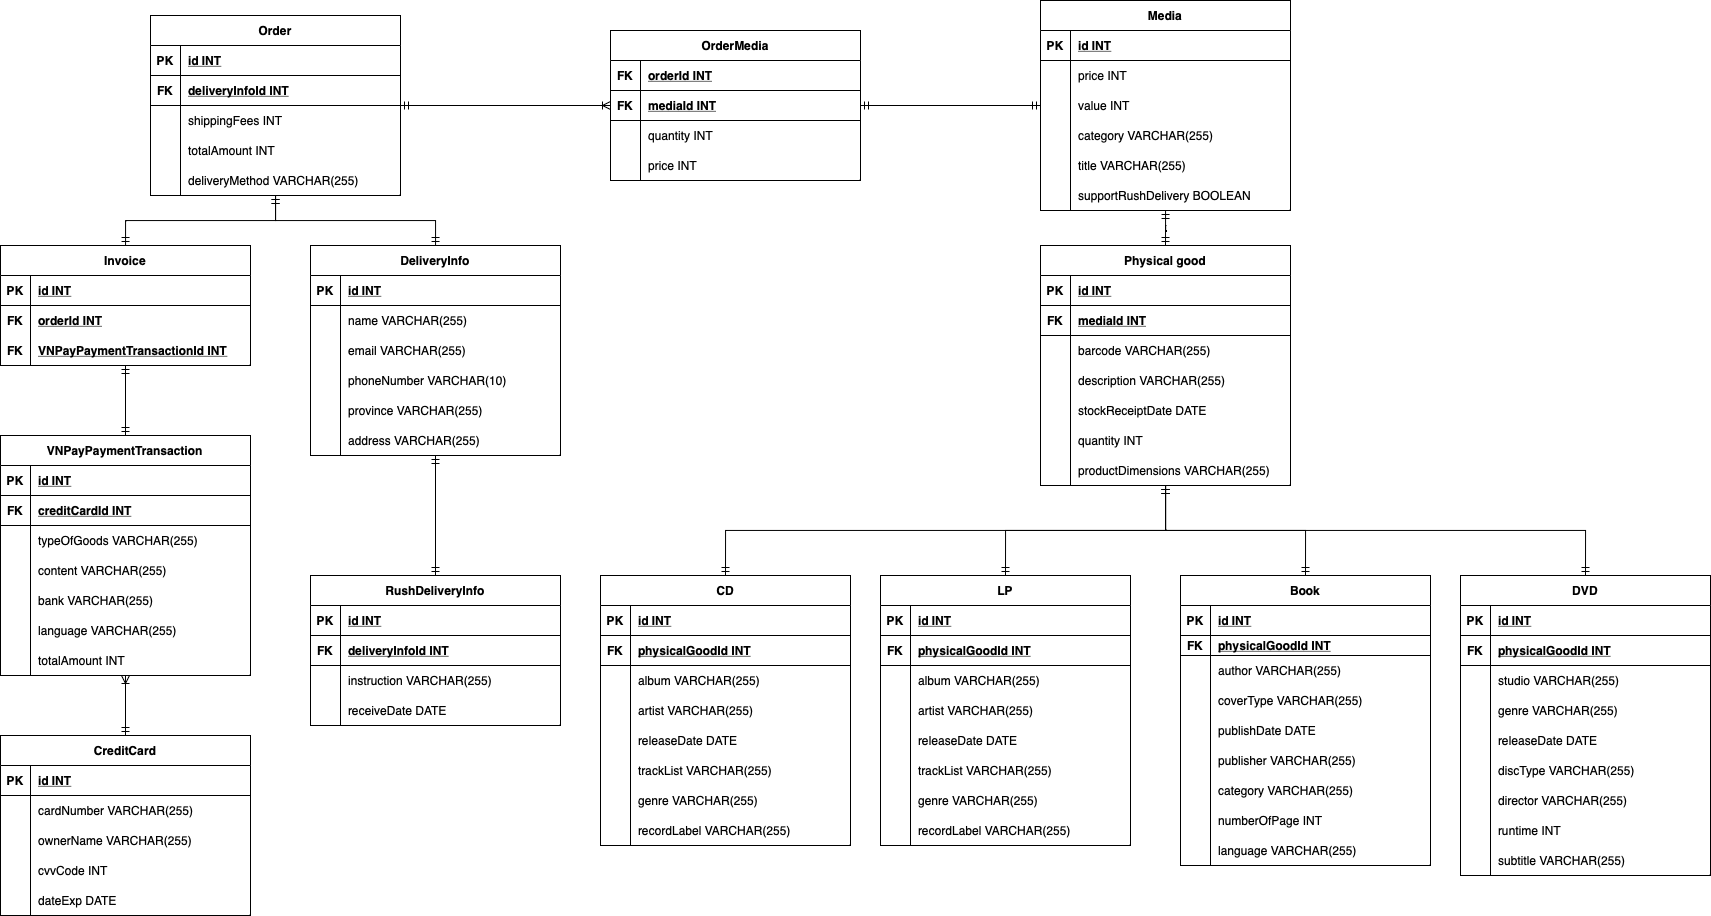 Order
PK id INT
FK deliveryInfoId INT
shippingFees INT
totalAmount INT
deliveryMethod VARCHAR(255)
OrderMedia
FK orderId INT
FK mediaId INT
quantity INT
price INT
Media
PK id INT
price INT
value INT
category VARCHAR(255)
title VARCHAR(255)
supportRushDelivery BOOLEAN
Invoice
PK id INT
FK orderId INT
FK VNPayPaymentTransactionId INT
DeliveryInfo
PK id INT
name VARCHAR(255)
email VARCHAR(255)
phoneNumber VARCHAR(10)
province VARCHAR(255)
address VARCHAR(255)
Physical good
PK id INT
FK mediaId INT
barcode VARCHAR(255)
description VARCHAR(255)
stockReceiptDate DATE
quantity INT
productDimensions VARCHAR(255)
VNPayPaymentTransaction
PK id INT
FK creditCardId INT
typeOfGoods VARCHAR(255)
content VARCHAR(255)
bank VARCHAR(255)
language VARCHAR(255)
totalAmount INT
RushDeliveryInfo
PK id INT
FK deliveryInfoId INT
instruction VARCHAR(255)
receiveDate DATE
CD
PK id INT
FK physicalGoodId INT
album VARCHAR(255)
artist VARCHAR(255)
releaseDate DATE
trackList VARCHAR(255)
genre VARCHAR(255)
recordLabel VARCHAR(255)
LP
PK id INT
FK physicalGoodId INT
album VARCHAR(255)
artist VARCHAR(255)
releaseDate DATE
trackList VARCHAR(255)
genre VARCHAR(255)
recordLabel VARCHAR(255)
Book
PK id INT
FK physicalGoodId INT
author VARCHAR(255)
coverType VARCHAR(255)
publishDate DATE
publisher VARCHAR(255)
category VARCHAR(255)
numberOfPage INT
language VARCHAR(255)
DVD
PK id INT
FK physicalGoodId INT
studio VARCHAR(255)
genre VARCHAR(255)
releaseDate DATE
discType VARCHAR(255)
director VARCHAR(255)
runtime INT
subtitle VARCHAR(255)
CreditCard
PK id INT
cardNumber VARCHAR(255)
ownerName VARCHAR(255)
cvvCode INT
dateExp DATE